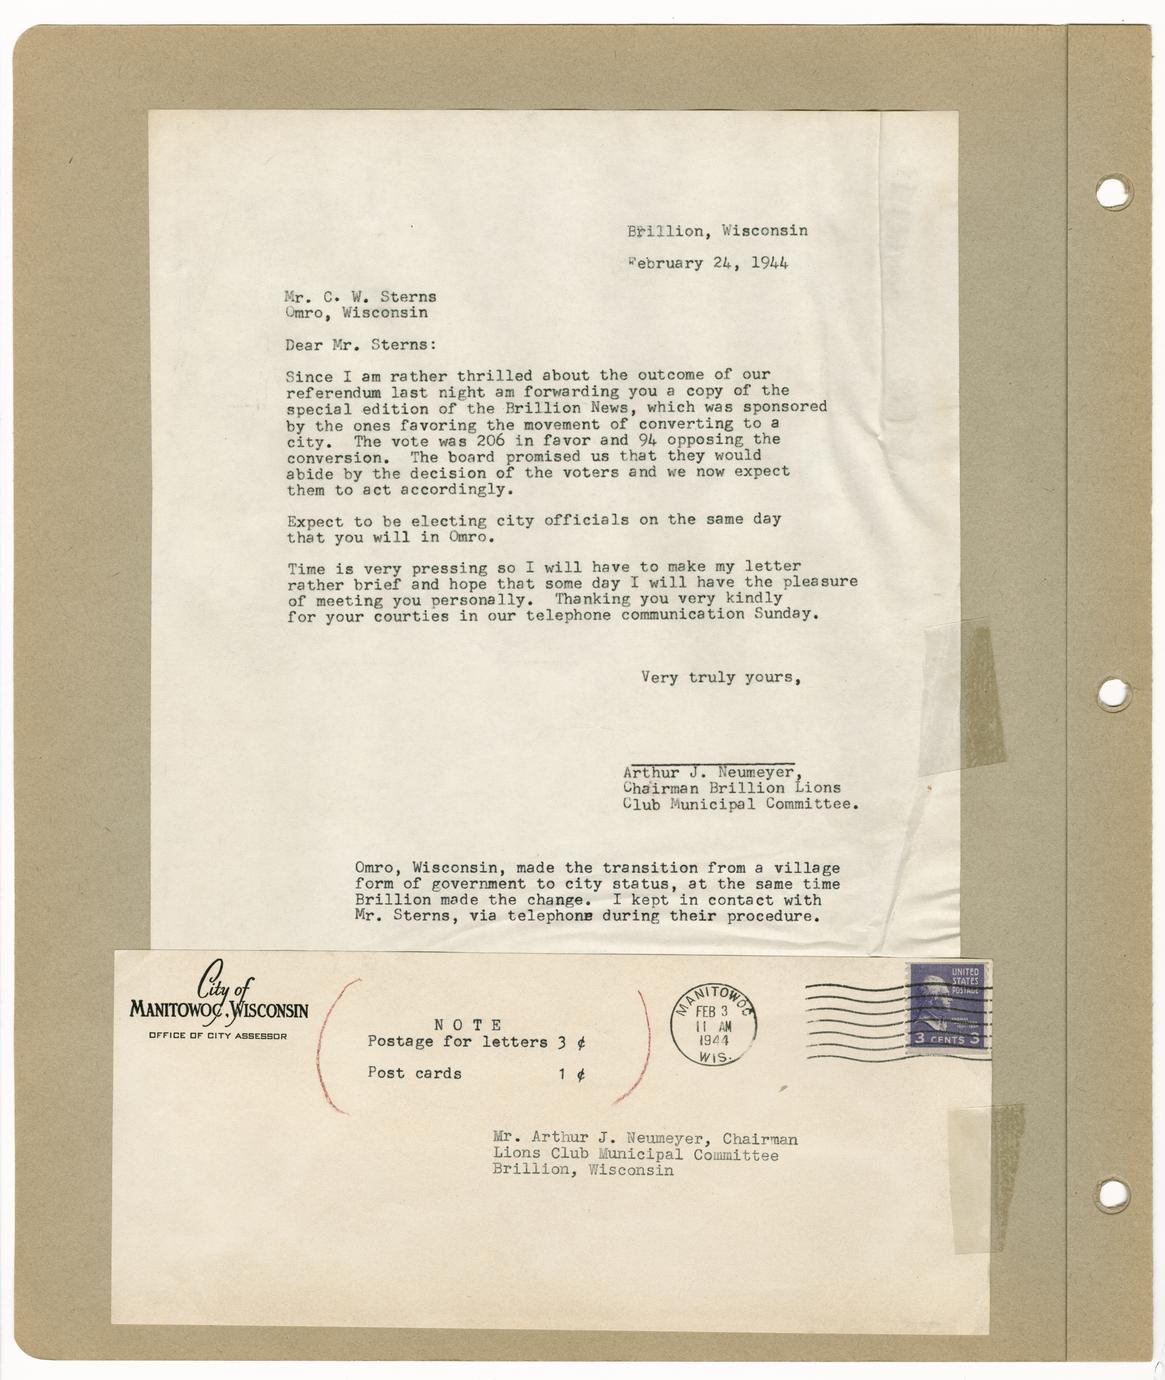 Brillion, Wisconsin
February 24, 1944
Mr. C. W. Sterns
Omro, Wisconsin
Dear Mr. Sterns:
Since I am rather thrilled about the outcome of our
referendum last night am forwarding you a copy of the
special edition of the Brillion News, which was sponsored
by the ones favoring the movement of converting to a
city.  The vote was 206 in favor and 94 opposing the
conversion.  The board promised us that they would
abide by the decision of the voters and we now expect
them to act accordingly.
Expect to be electing city officials on the same day
that you will in Omro.
Time is very pressing so I will have to make my letter
rather brief and hope that some day I will have the pleasure
of meeting you personally.  Thanking you very kindly
for your courties in our telephone communication Sunday.
Very truly yours,
Arthur J. Neumeyer,
Chairman Brillion Lions
Club Municipal Committee.
Omro, Wisconsin, made the transition from a village
form of government to city status, at the same time
Brillion made the change.  I kept in contact with
Mr. Sterns, via telephone during their procedure.
City of
MANITOWOC, WISCONSIN
OFFICE OF CITY ASSESSOR
N O T E
Postage for letters 3 ¢
Post cards 1 ¢
MANITOWOC
FEB 3
11 AM
1944
WIS.
UNITED
STATES
POSTAGE
3 CENTS 3
Mr. Arthur J. Neumeyer, Chairman
Lions Club Municipal Committee
Brillion, Wisconsin